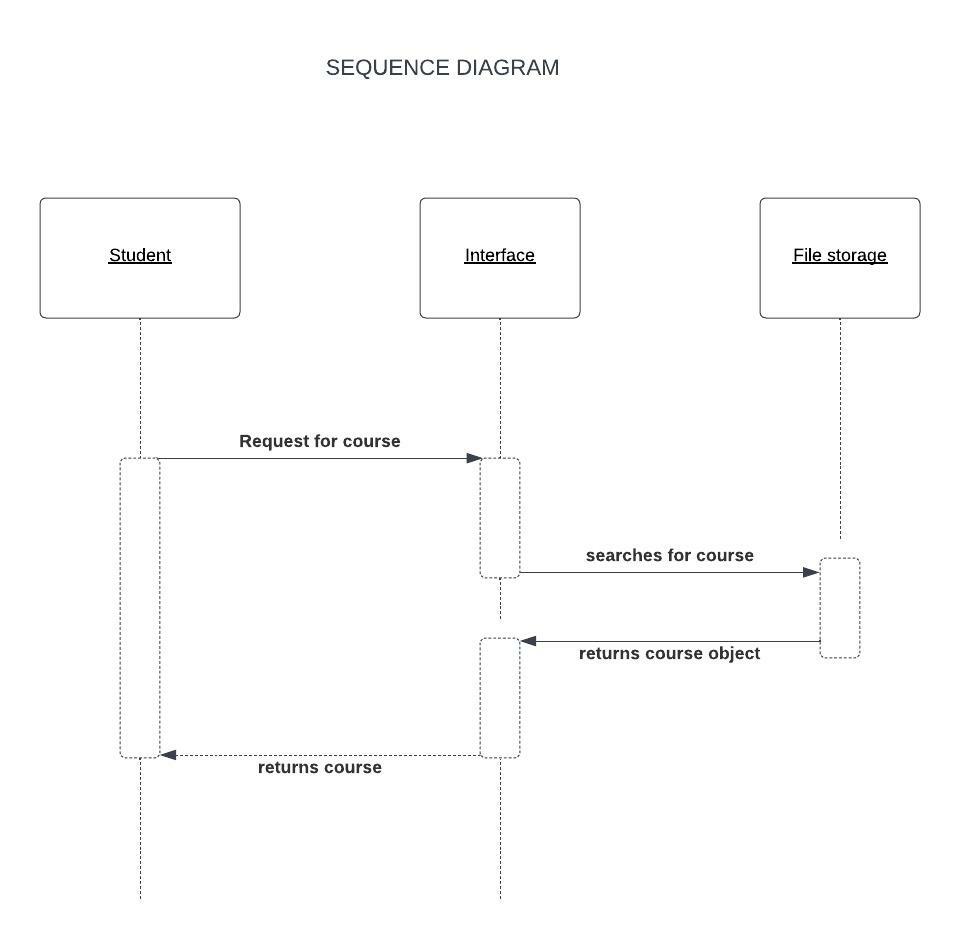 SEQUENCE DIAGRAM
Student
Interface
File storage
Request for course
searches for course
returns course object
returns course